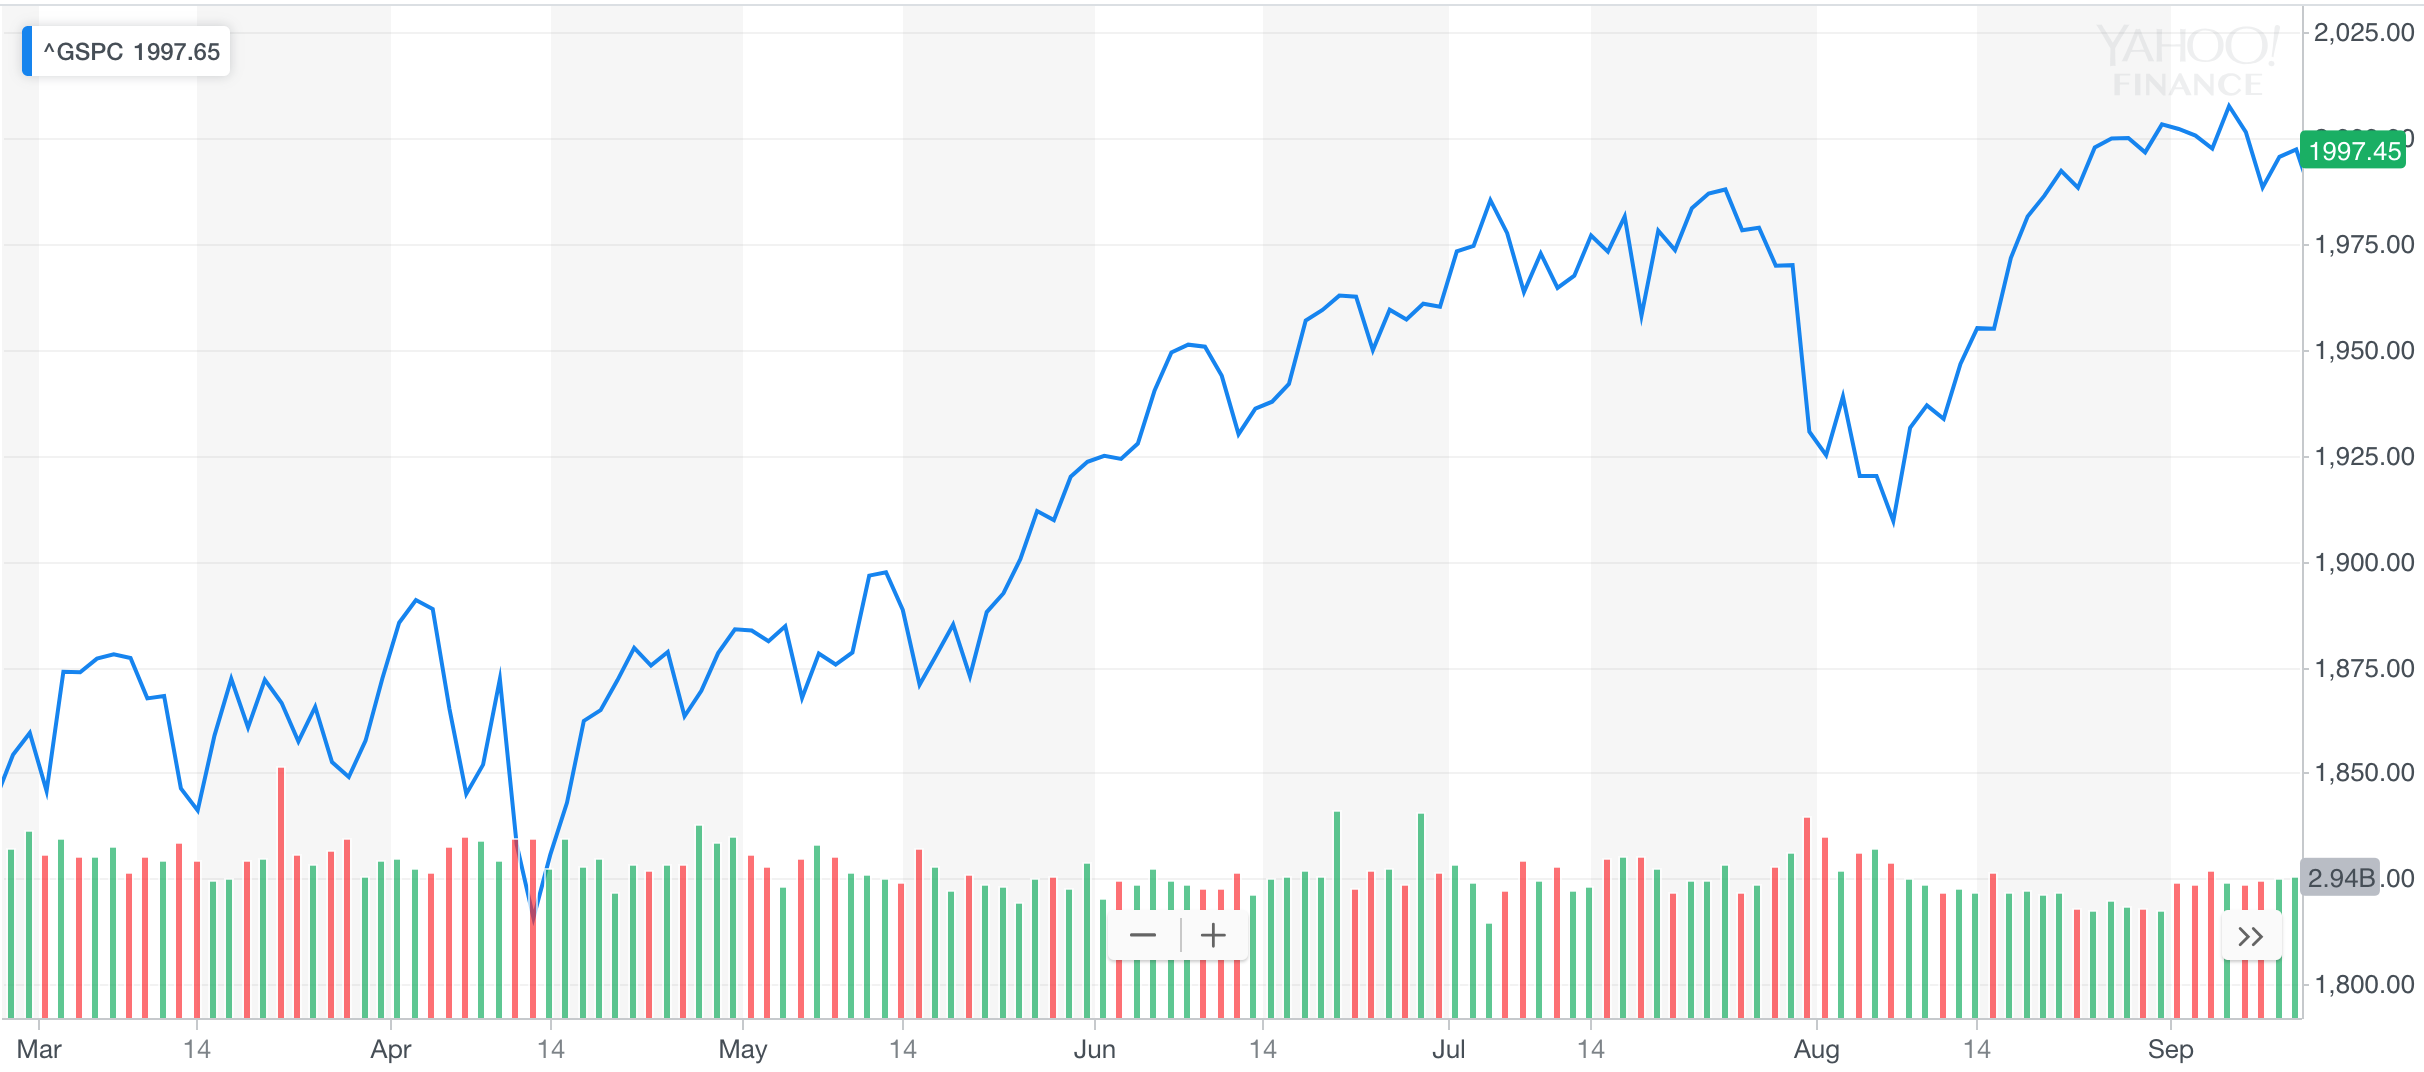 ^GSPC 1997.65
YAHOO!
FINANCE
2,025.00
1997.45
1,975.00
1,950.00
1,925.00
1,900.00
1,875.00
1,850.00
2.94B .00
1,800.00
Mar 14 Apr 14 May 14 Jun 14 Jul 14 Aug 14 Sep